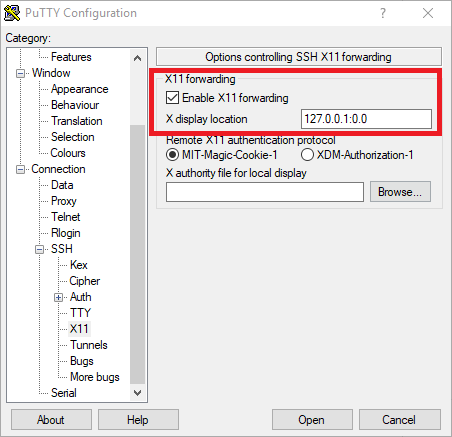 PuTTY Configuration
?
Category:
Features
Window
Appearance
Behaviour
Translation
Selection
Colours
Connection
Data
Proxy
Telnet
Rlogin
SSH
Kex
Cipher
Auth
TTY
X11
Tunnels
Bugs
More bugs
Serial
Options controlling SSH X11 forwarding
X11 forwarding
Enable X11 forwarding
X display location 127.0.0.1:0.0
Remote X11 authentication protocol
MIT-Magic-Cookie-1 XDM-Authorization-1
X authority file for local display
Browse...
About Help Open Cancel